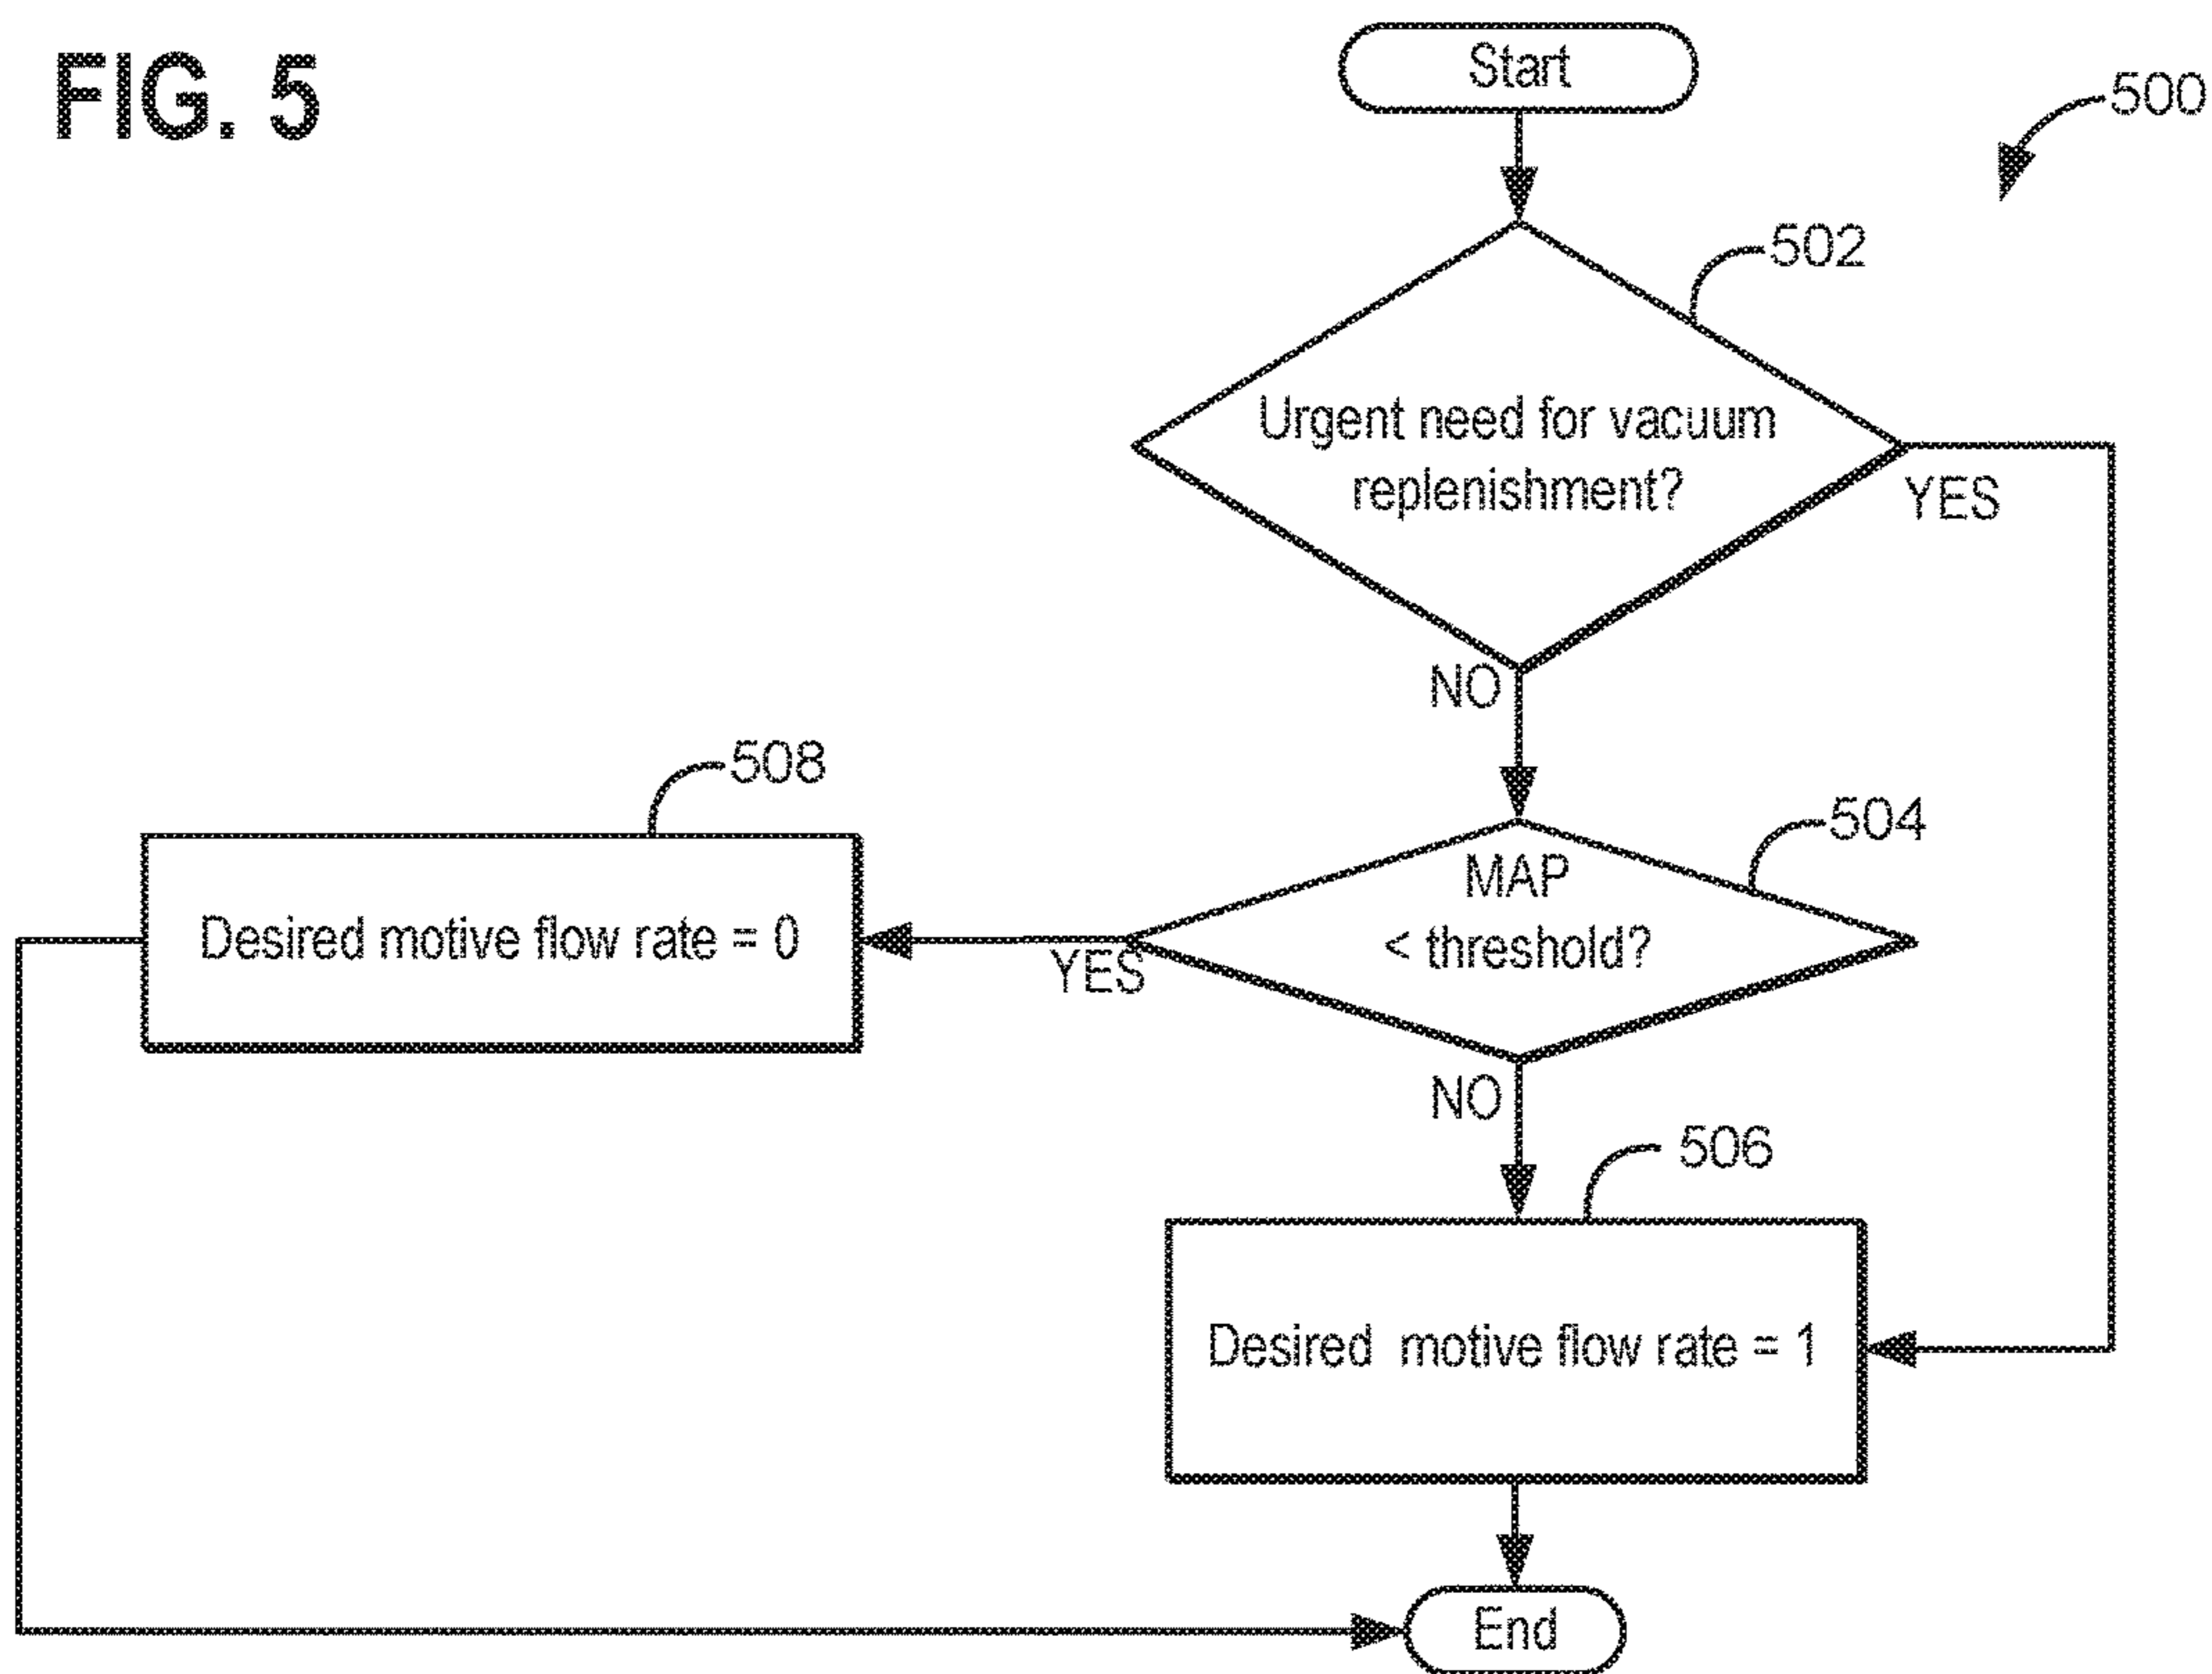 FIG. 5
Start
500
502
Urgent need for vacuum
replenishment?
YES
NO
508
504
MAP
< threshold?
Desired motive flow rate = 0
YES
NO
506
Desired motive flow rate = 1
End